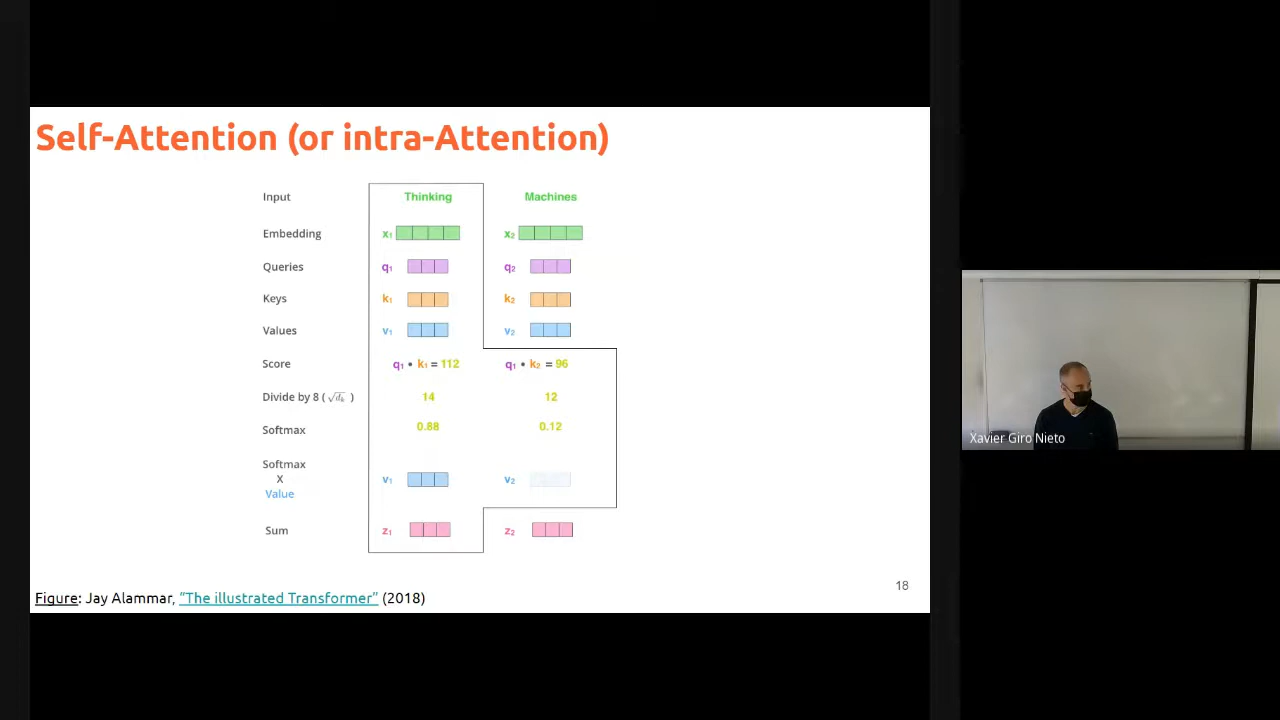 Self-Attention (or intra-Attention)
Input Thinking Machines
Embedding x₁ x₂
Queries q₁ q₂
Keys k₁ k₂
Values v₁ v₂
Score q₁ • k₁ = 112 q₁ • k₂ = 96
Divide by 8 ( √dₖ ) 14 12
Softmax 0.88 0.12
Softmax
X v₁ v₂
Value
Sum z₁ z₂
18
Figure: Jay Alammar, “The illustrated Transformer” (2018)
Xavier Giro Nieto